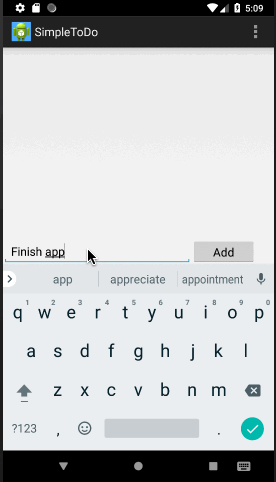 5:09
SimpleToDo
Finish app
Add
app appreciate appointment
1 2 3 4 5 6 7 8 9 0
q w e r t y u i o p
a s d f g h j k l
z x c v b n m
?123 , .